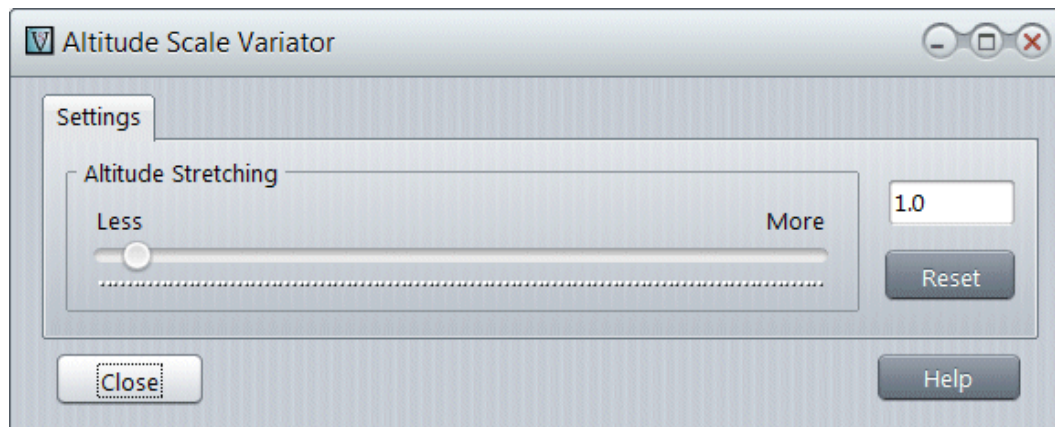 Altitude Scale Variator
Settings
Altitude Stretching
Less More
1.0
Reset
Close Help